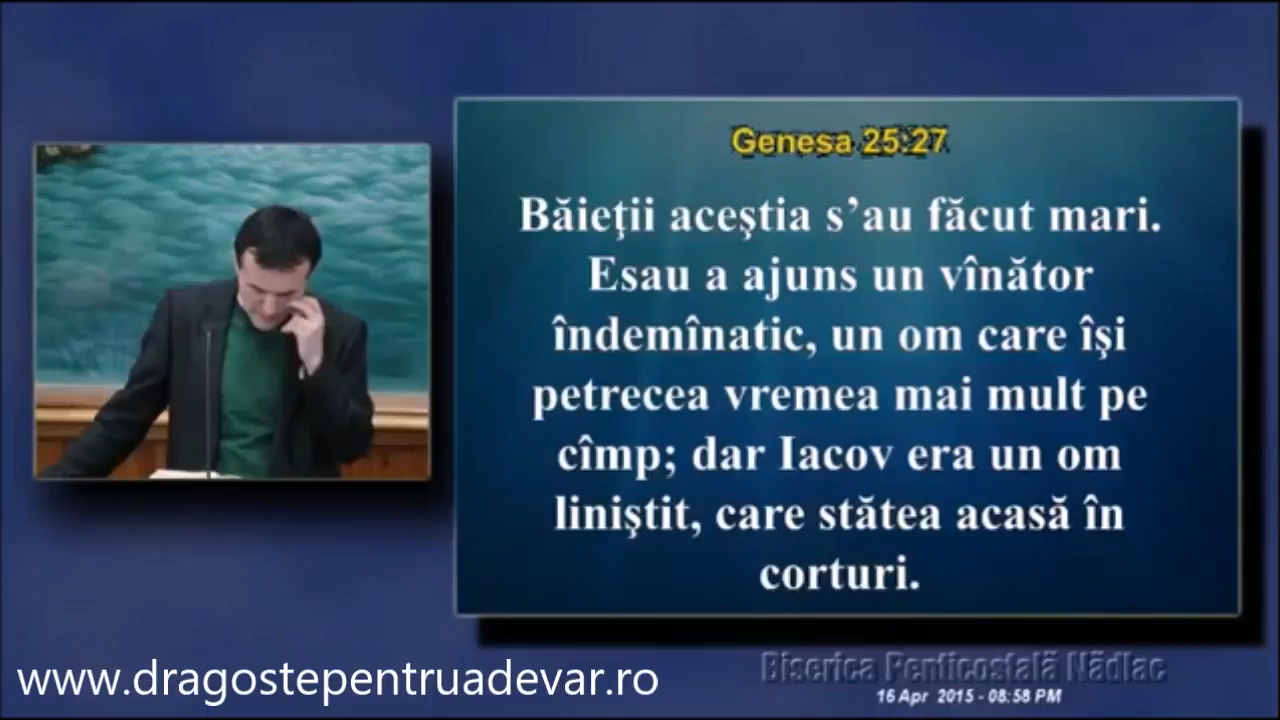 Genesa 25:27
Băieţii aceştia s’au făcut mari.
Esau a ajuns un vînător
îndemînatic, un om care îşi
petrecea vremea mai mult pe
cîmp; dar Iacov era un om
liniştit, care stătea acasă în
corturi.
www.dragostepentruadevar.ro
Biserica Penticostală Nădlac
16 Apr 2015 - 08:58 PM